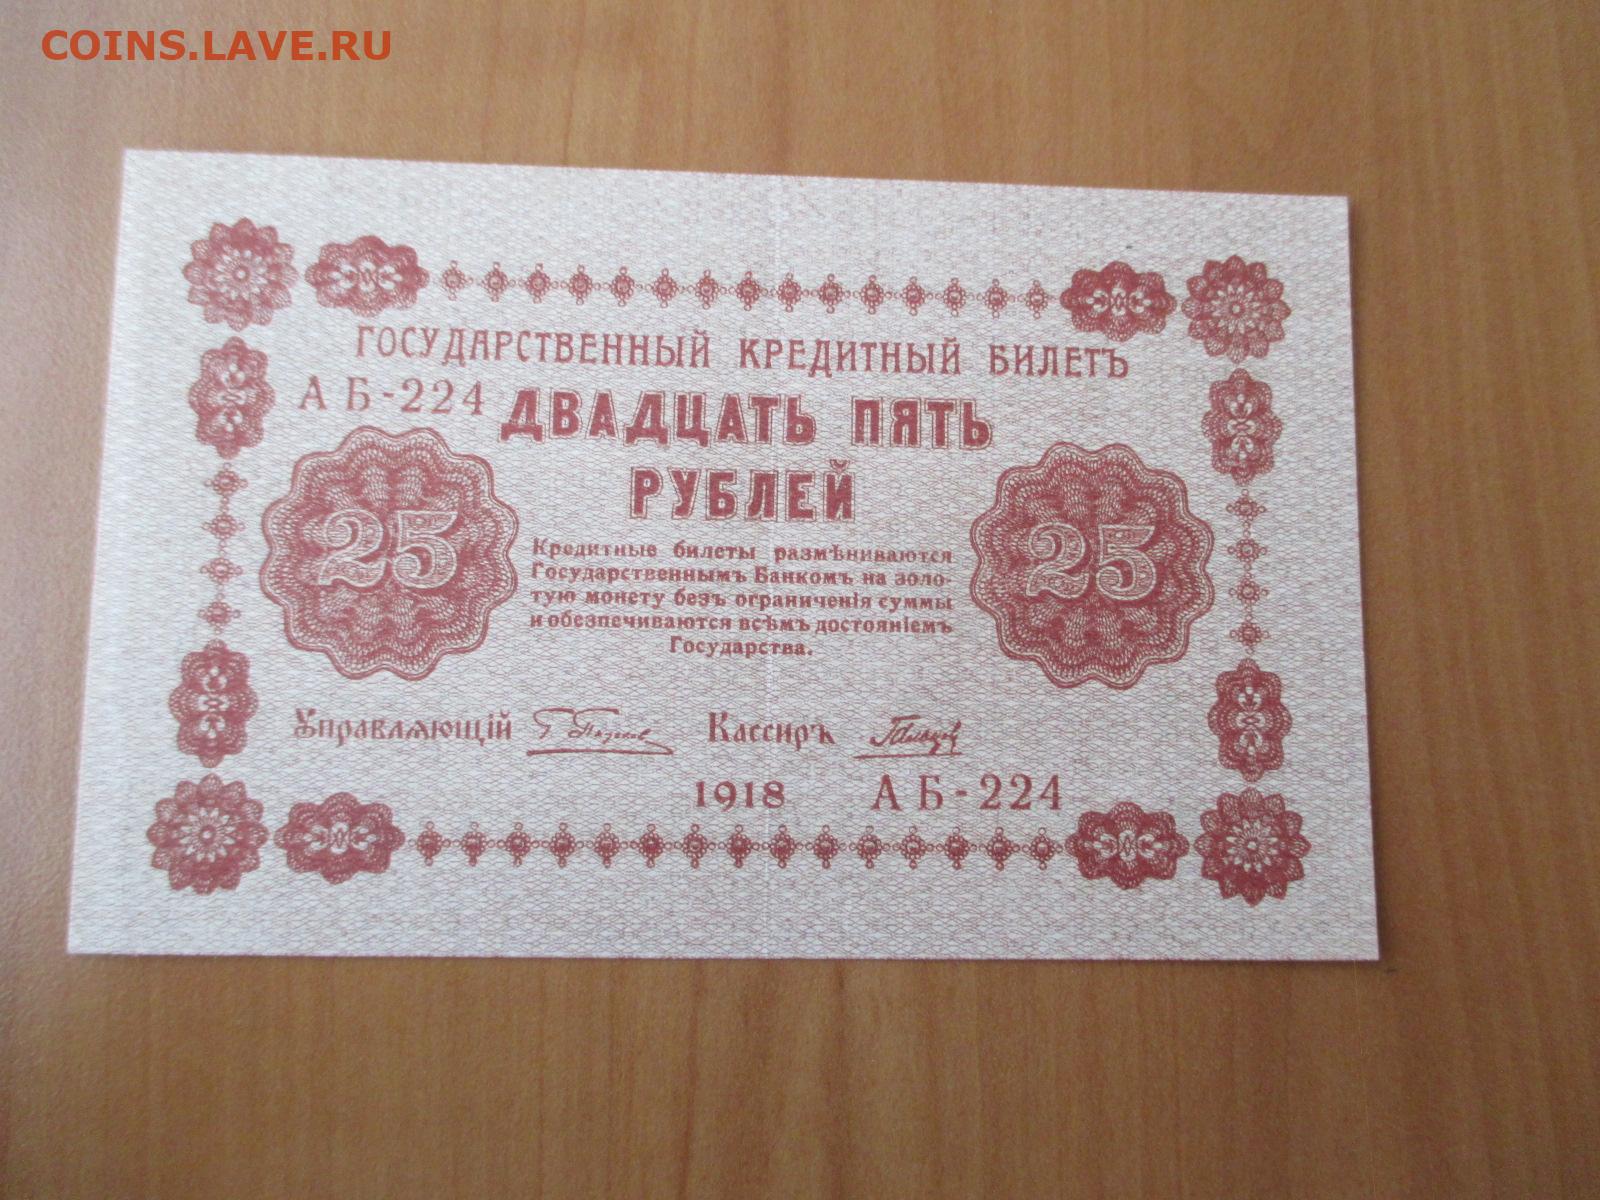 COINS.LAVE.RU
ГОСУДАРСТВЕННЫЙ КРЕДИТНЫЙ БИЛЕТЪ
АБ-224 ДВАДЦАТЬ ПЯТЬ
РУБЛЕЙ
25
25
Кредитные билеты размѣниваются
Государственнымъ Банкомъ на золо-
тую монету безъ ограниченія суммы
и обезпечиваются всѣмъ достояніемъ
Государства.
Управляющій
Кассиръ
1918 АБ-224